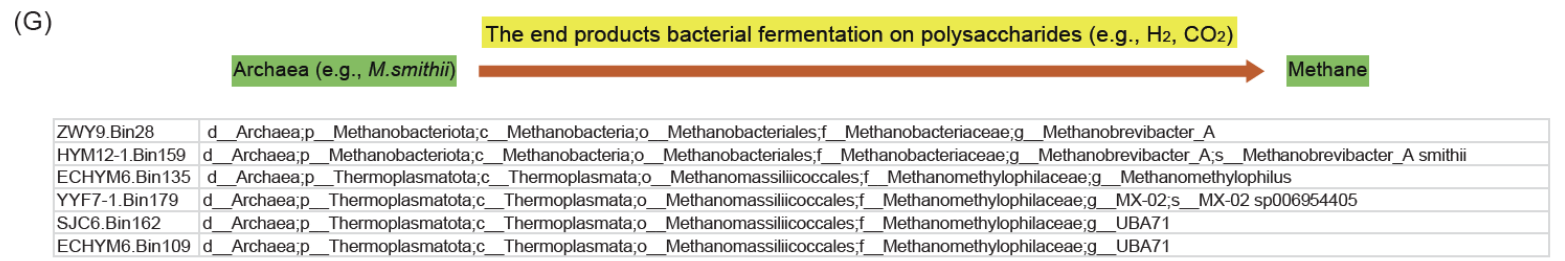 (G)
The end products bacterial fermentation on polysaccharides (e.g., H2, CO2)
Archaea (e.g., M.smithii) Methane
ZWY9.Bin28 d__Archaea;p__Methanobacteriota;c__Methanobacteria;o__Methanobacteriales;f__Methanobacteriaceae;g__Methanobrevibacter_A
HYM12-1.Bin159 d__Archaea;p__Methanobacteriota;c__Methanobacteria;o__Methanobacteriales;f__Methanobacteriaceae;g__Methanobrevibacter_A;s__Methanobrevibacter_A smithii
ECHYM6.Bin135 d__Archaea;p__Thermoplasmatota;c__Thermoplasmata;o__Methanomassiliicoccales;f__Methanomethylophilaceae;g__Methanomethylophilus
YYF7-1.Bin179 d__Archaea;p__Thermoplasmatota;c__Thermoplasmata;o__Methanomassiliicoccales;f__Methanomethylophilaceae;g__MX-02;s__MX-02 sp006954405
SJC6.Bin162 d__Archaea;p__Thermoplasmatota;c__Thermoplasmata;o__Methanomassiliicoccales;f__Methanomethylophilaceae;g__UBA71
ECHYM6.Bin109 d__Archaea;p__Thermoplasmatota;c__Thermoplasmata;o__Methanomassiliicoccales;f__Methanomethylophilaceae;g__UBA71